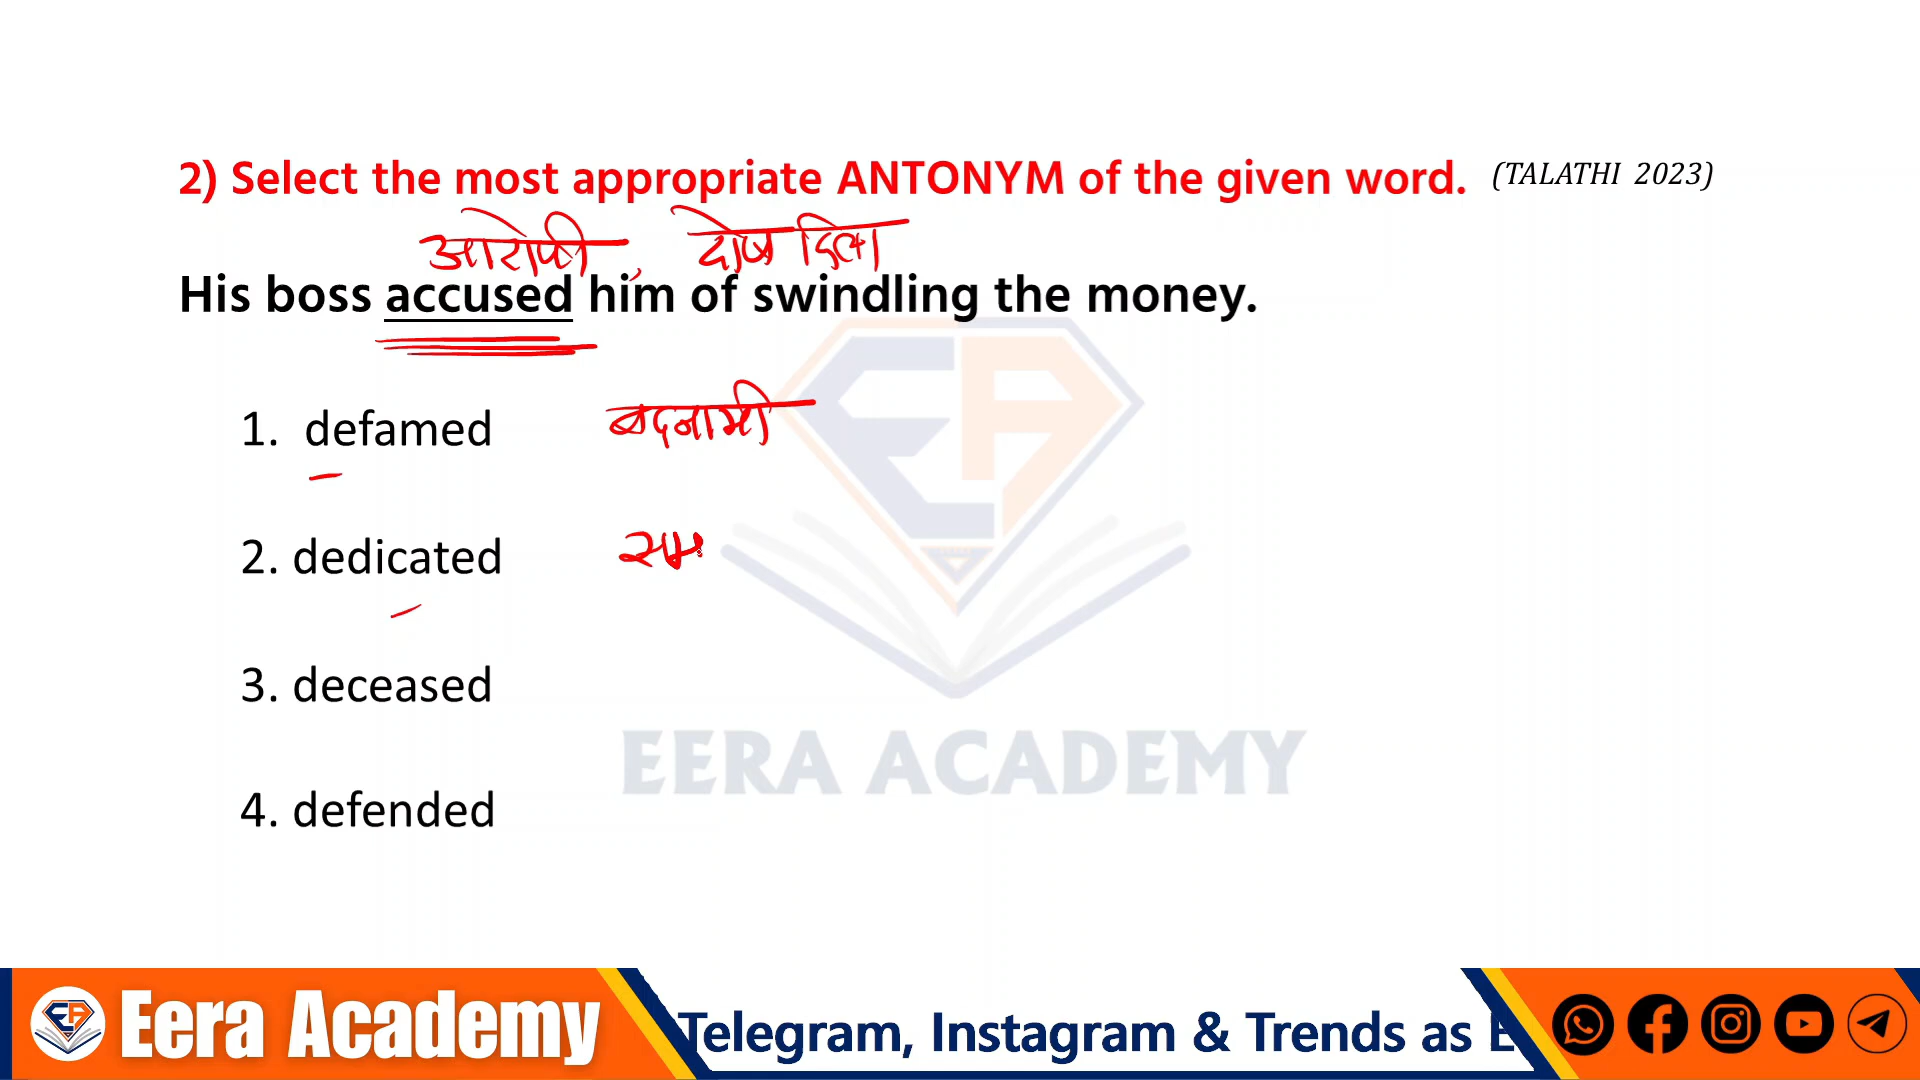 2) Select the most appropriate ANTONYM of the given word. (TALATHI 2023)
आरोपी, दोष दिला
His boss accused him of swindling the money.
1. defamed बदनामी
2. dedicated
3. deceased
4. defended
EERA ACADEMY
Eera Academy Telegram, Instagram & Trends as E